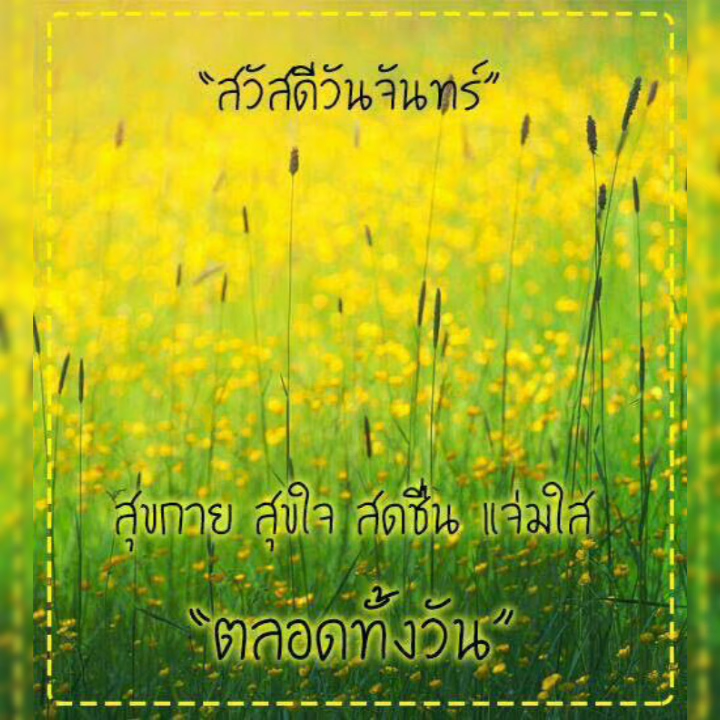 “สวัสดีวันจันทร์”
สุขกาย สุขใจ สดชื่น แจ่มใส
“ตลอดทั้งวัน”